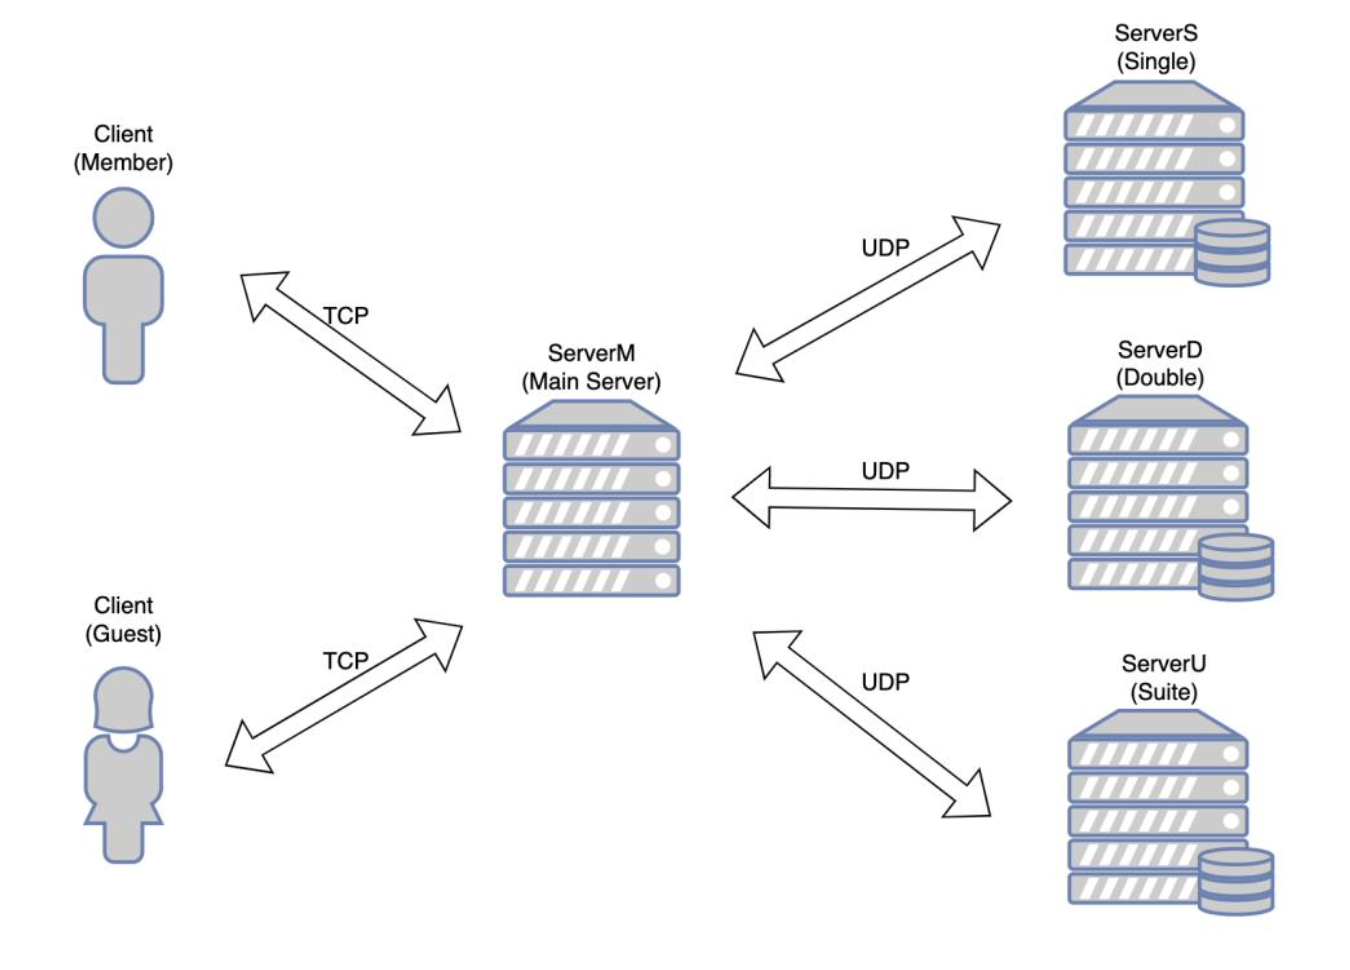 Client
(Member)
TCP
Client
(Guest)
TCP
ServerM
(Main Server)
UDP
UDP
UDP
ServerS
(Single)
ServerD
(Double)
ServerU
(Suite)